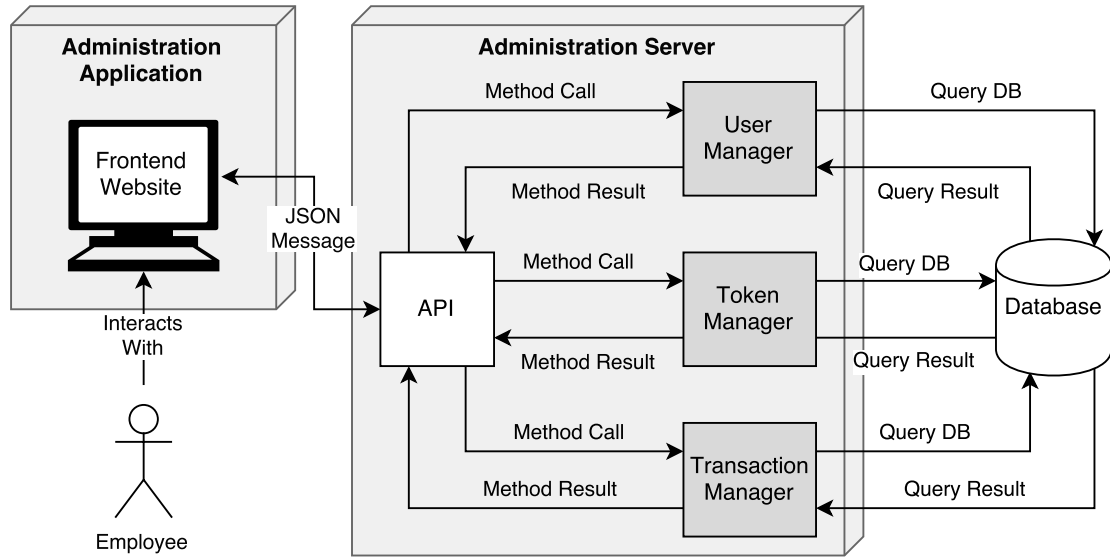 Administration
Application
Frontend
Website
JSON
Message
Interacts
With
Employee
Administration Server
API
Method Call
User
Manager
Method Result
Query DB
Query Result
Method Call
Token
Manager
Method Result
Query DB
Query Result
Database
Method Call
Transaction
Manager
Method Result
Query DB
Query Result